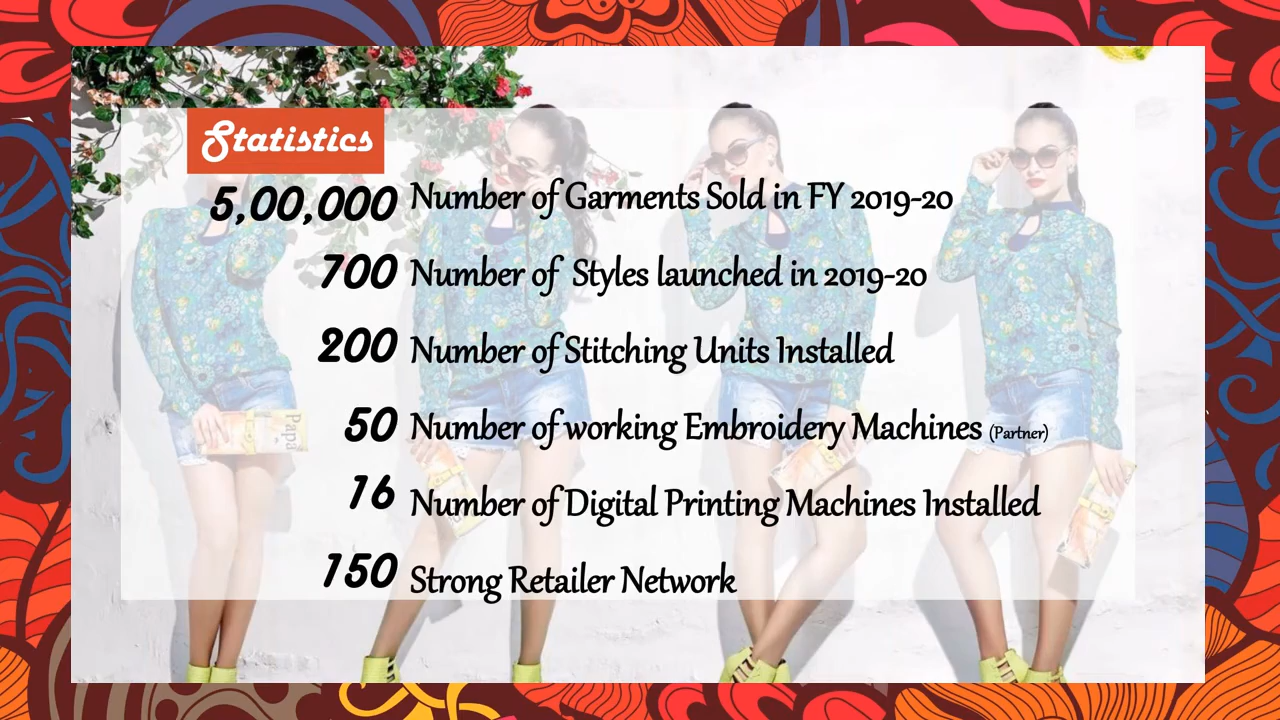 Statistics
5,00,000 Number of Garments Sold in FY 2019-20
700 Number of Styles launched in 2019-20
200 Number of Stitching Units Installed
50 Number of working Embroidery Machines (Partner)
16 Number of Digital Printing Machines Installed
150 Strong Retailer Network
Papa